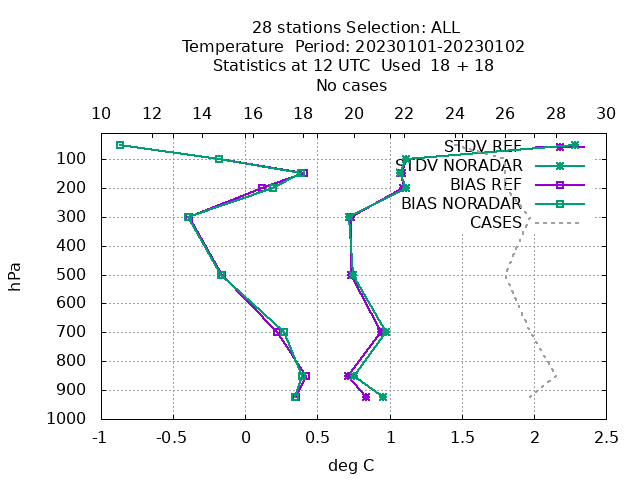 28 stations Selection: ALL
Temperature  Period: 20230101-20230102
Statistics at 12 UTC  Used  18 + 18
No cases
10 12 14 16 18 20 22 24 26 28 30
STDV REF
STDV NORADAR
BIAS REF
BIAS NORADAR
CASES
hPa
100
200
300
400
500
600
700
800
900
1000
-1 -0.5 0 0.5 1 1.5 2 2.5
deg C